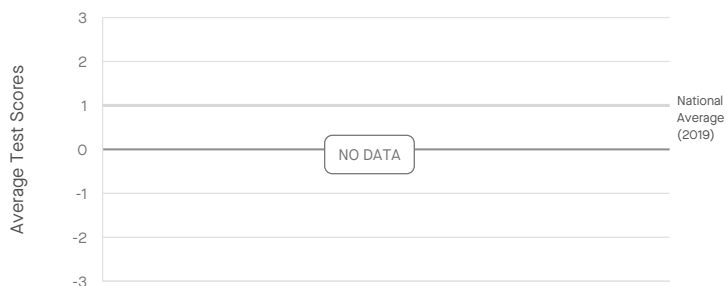 3
2
1
0
-1
-2
-3
Average Test Scores
National
Average
(2019)
NO DATA